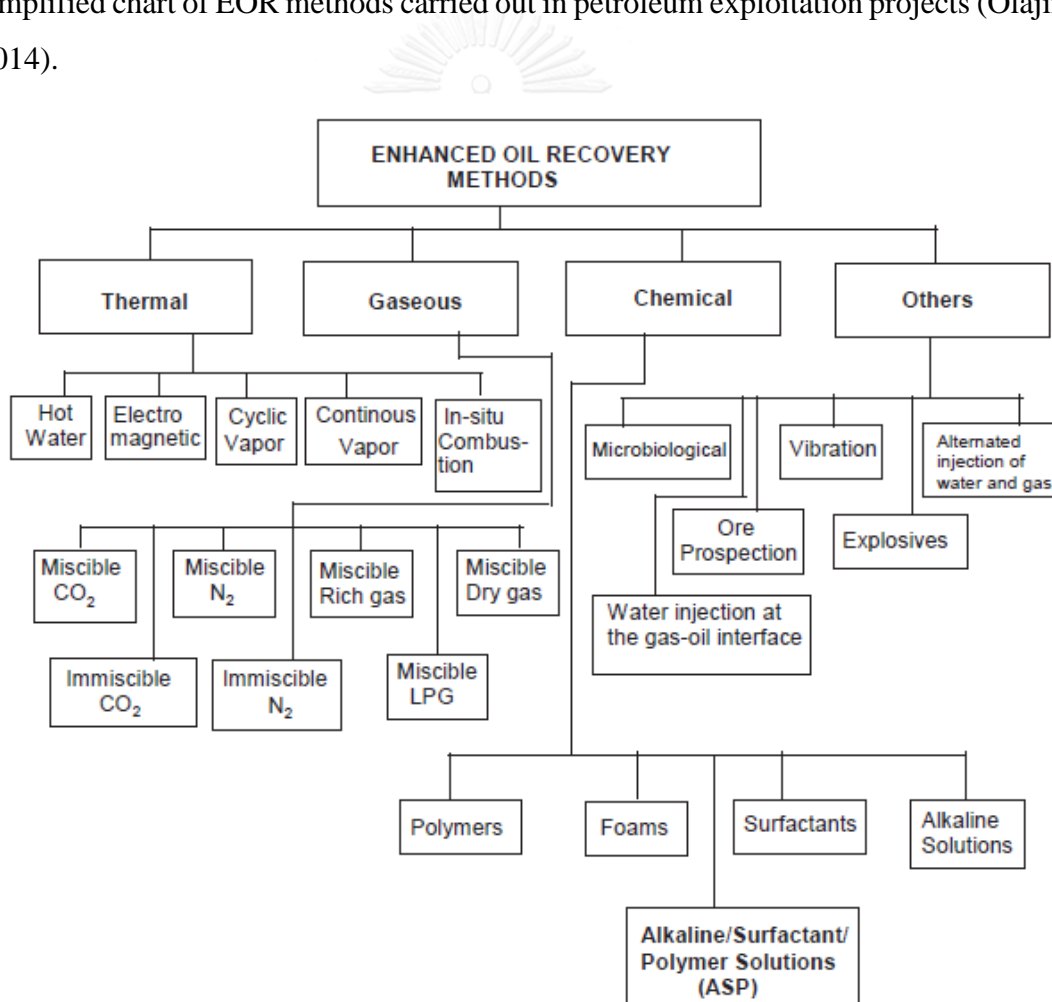 mplified chart of EOR methods carried out in petroleum exploitation projects (Olajir
014).
ENHANCED OIL RECOVERY
METHODS
Thermal
Gaseous
Chemical
Others
Hot
Water
Electro
magnetic
Cyclic
Vapor
Continous
Vapor
In-situ
Combus-
tion
Microbiological
Vibration
Alternated
injection of
water and gas
Ore
Prospection
Explosives
Water injection at
the gas-oil interface
Miscible
CO₂
Miscible
N₂
Miscible
Rich gas
Miscible
Dry gas
Immiscible
CO₂
Immiscible
N₂
Miscible
LPG
Polymers
Foams
Surfactants
Alkaline
Solutions
Alkaline/Surfactant/
Polymer Solutions
(ASP)